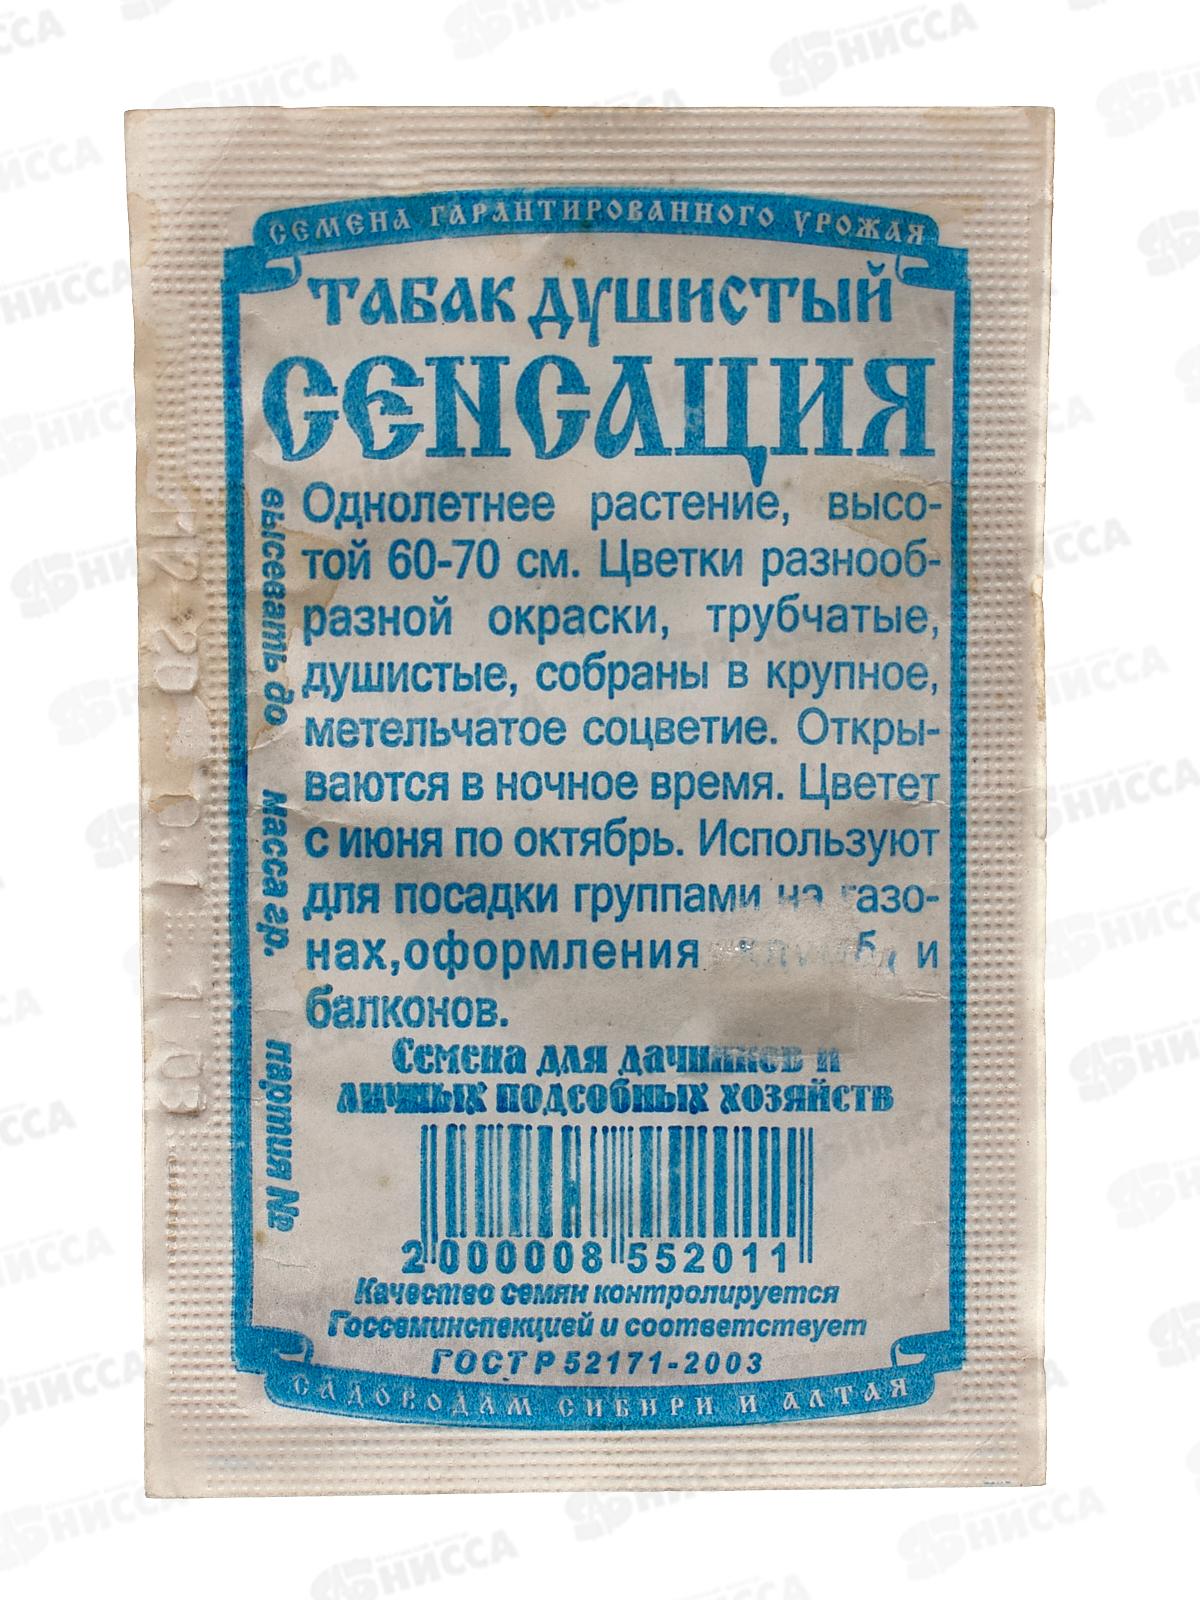 СЕМЕНА ГАРАНТИРОВАННОГО УРОЖАЯ
ТАБАК ДУШИСТЫЙ
СЕНСАЦИЯ
Однолетнее растение, высо-
той 60-70 см. Цветки разнооб-
разной окраски, трубчатые,
душистые, собраны в крупное,
метельчатое соцветие. Откры-
ваются в ночное время. Цветет
с июня по октябрь. Используют
для посадки группами на газо-
нах,оформления и
балконов.
Семена для дачников и
личных подсобных хозяйств
2 000008 552011
Качество семян контролируется
Госсеминспекцией и соответствует
ГОСТ Р 52171-2003
САДОВОДАМ СИБИРИ И АЛТАЯ
высевать до масса гр. партия №
НИССА